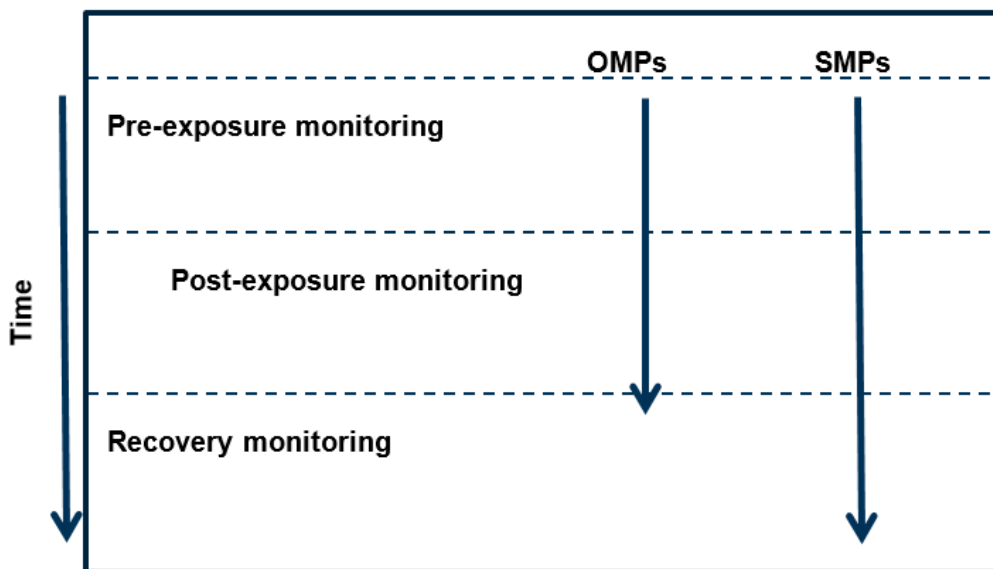 OMPs SMPs
Pre-exposure monitoring
Post-exposure monitoring
Time
Recovery monitoring